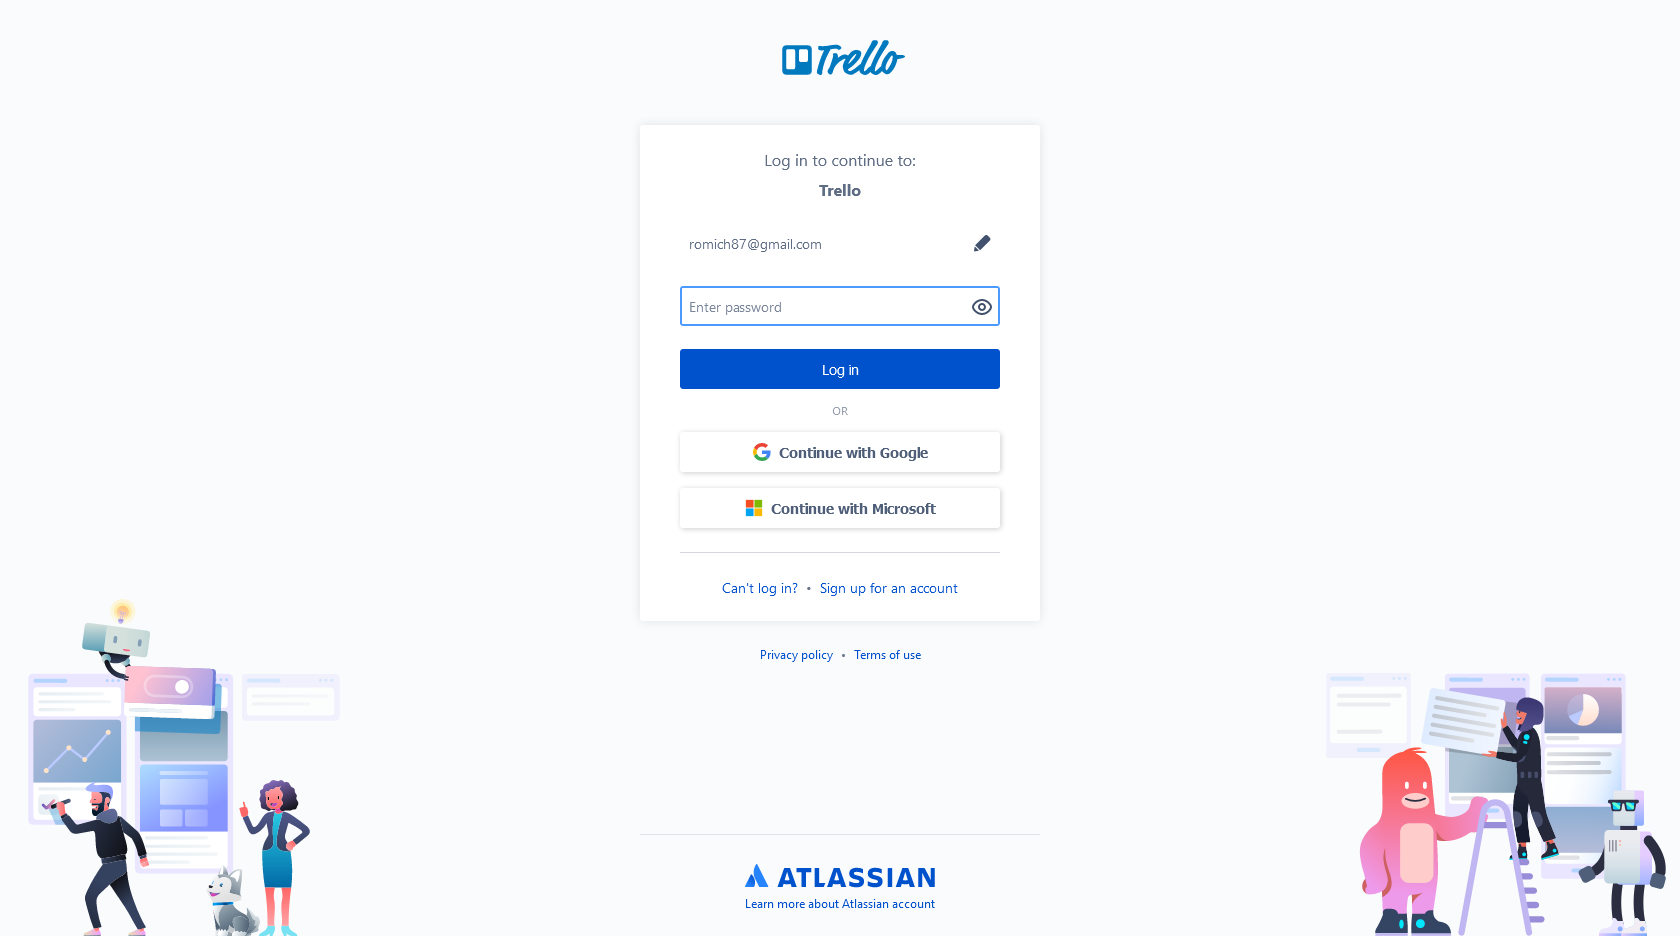 Trello
Log in to continue to:
Trello
romich87@gmail.com
Enter password
Log in
OR
Continue with Google
Continue with Microsoft
Can't log in? • Sign up for an account
Privacy policy • Terms of use
ATLASSIAN
Learn more about Atlassian account